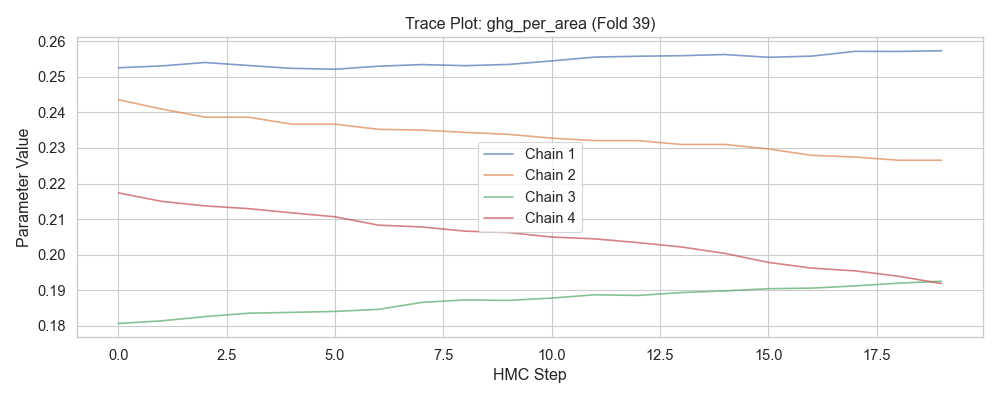 Trace Plot: ghg_per_area (Fold 39)
Parameter Value
0.26
0.25
0.24
0.23
0.22
0.21
0.20
0.19
0.18
Chain 1
Chain 2
Chain 3
Chain 4
0.0 2.5 5.0 7.5 10.0 12.5 15.0 17.5
HMC Step